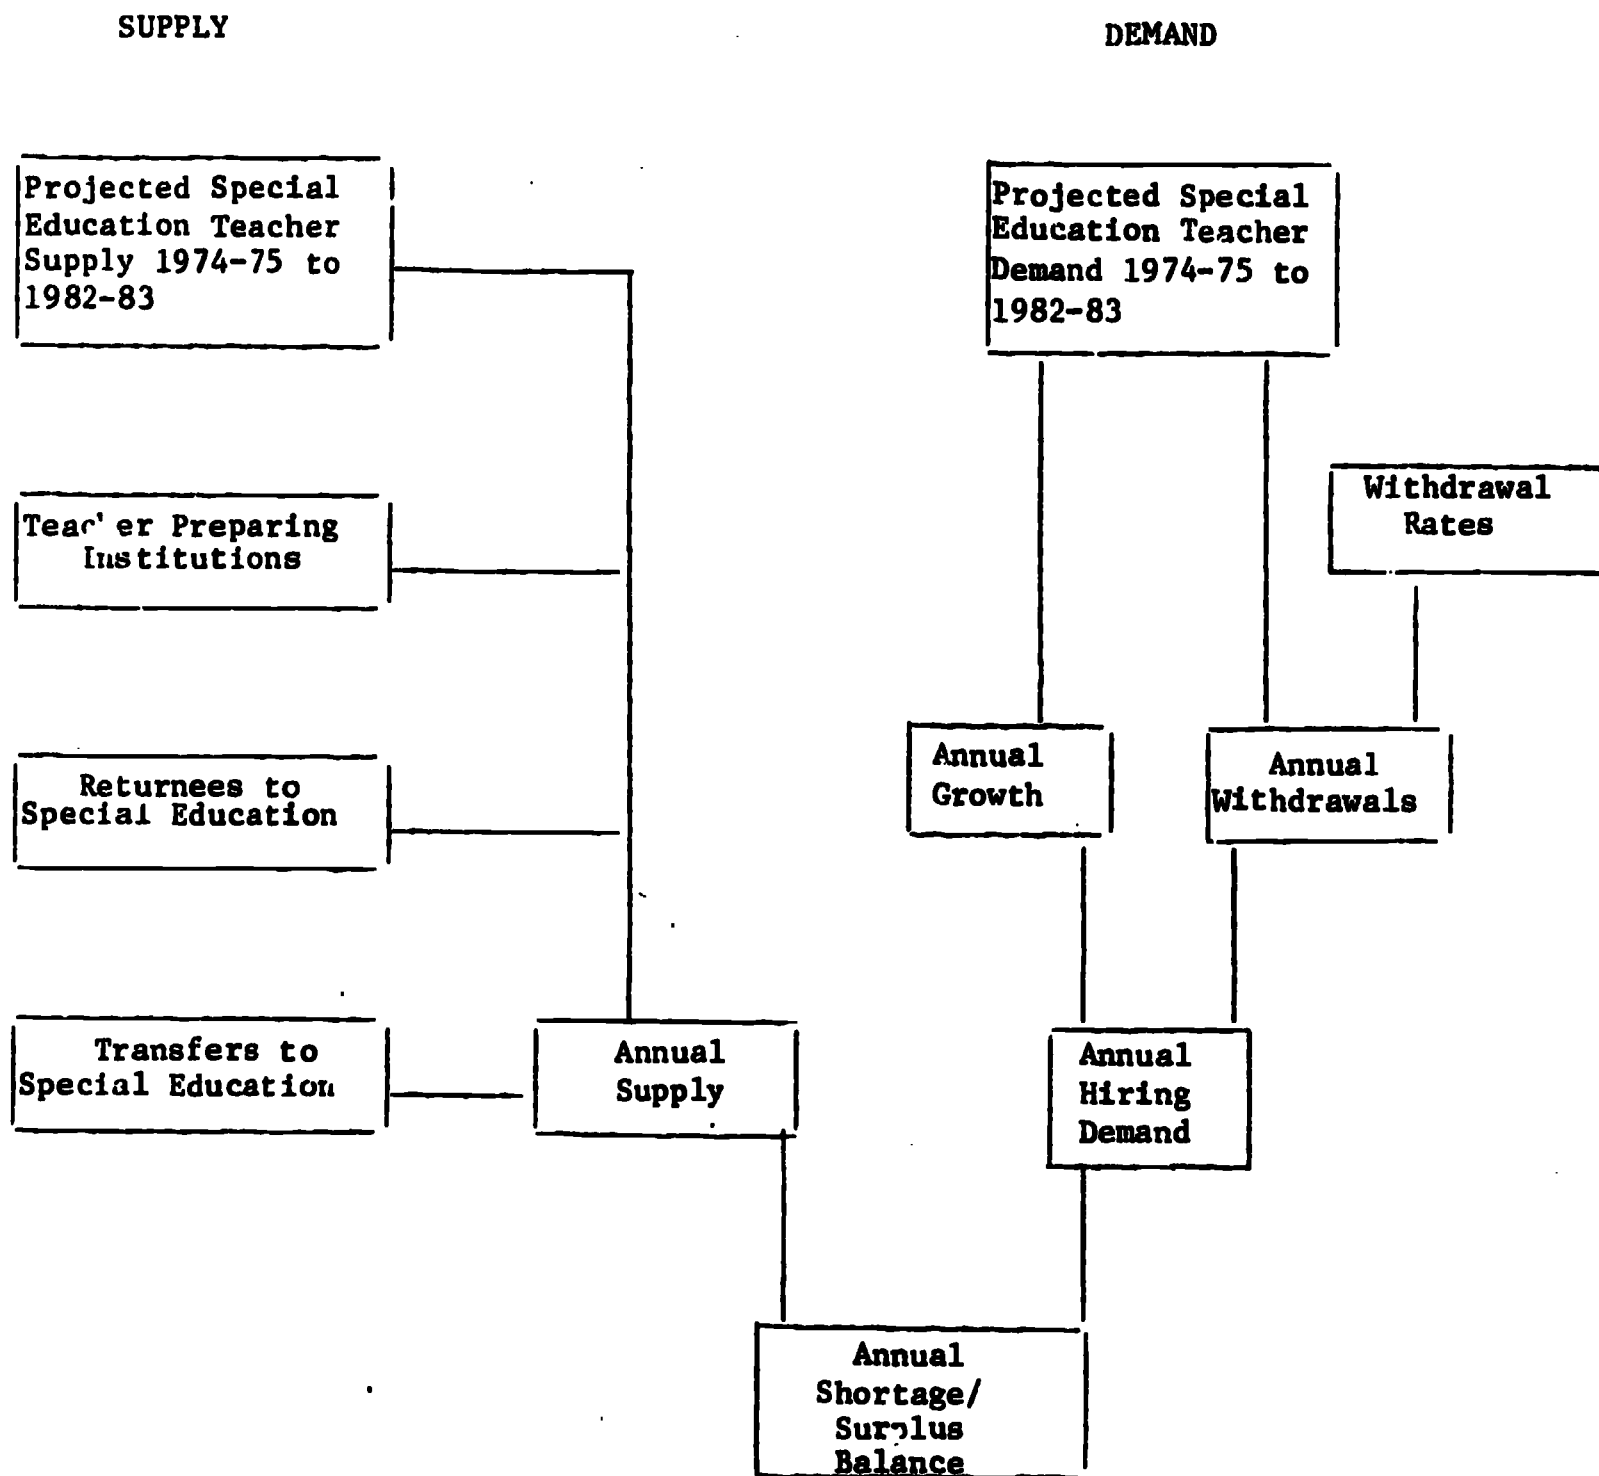 SUPPLY
DEMAND
Projected Special
Education Teacher
Supply 1974-75 to
1982-83
Projected Special
Education Teacher
Demand 1974-75 to
1982-83
Withdrawal
Rates
Teacher Preparing
Institutions
Annual
Growth
Annual
Withdrawals
Returnees to
Special Education
Transfers to
Special Education
Annual
Supply
Annual
Hiring
Demand
Annual
Shortage/
Surplus
Balance